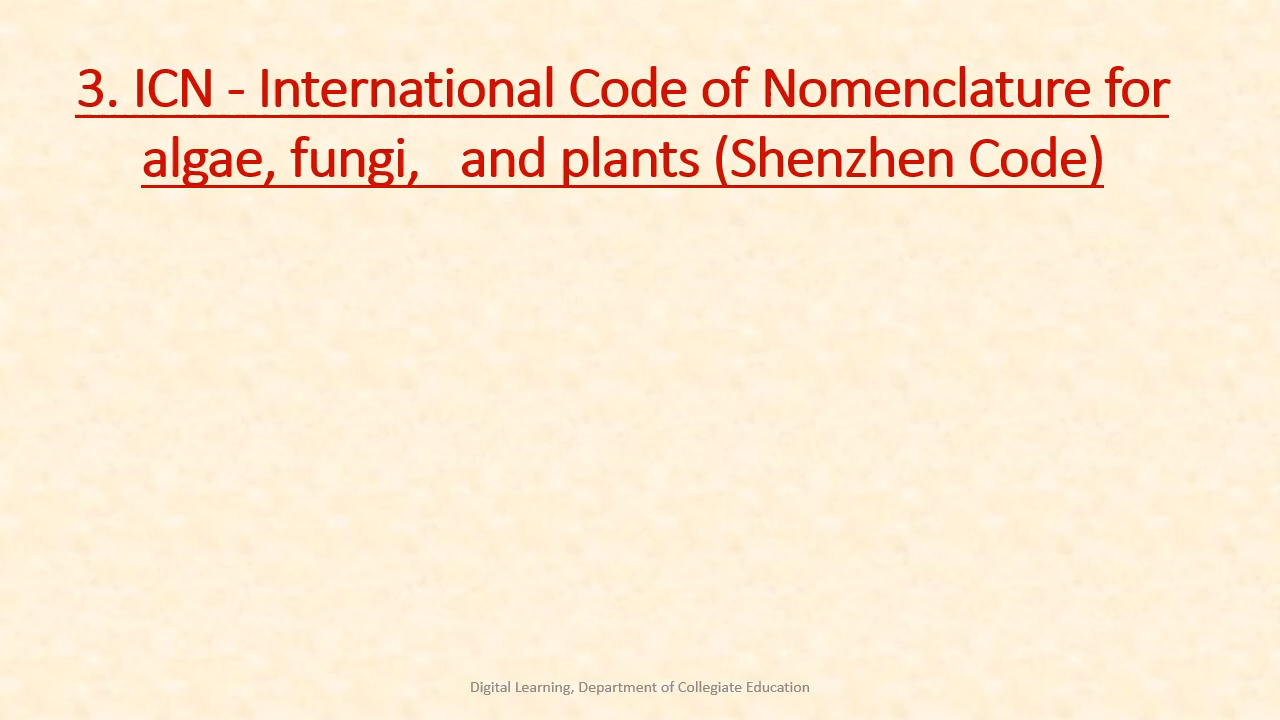 3. ICN - International Code of Nomenclature for
algae, fungi,   and plants (Shenzhen Code)
Digital Learning, Department of Collegiate Education